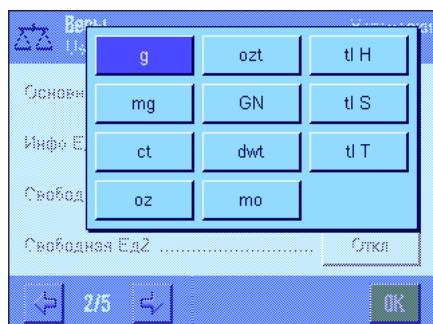 Весы
g ozt tl H
Основн
mg GN tl S
Инфо Е
ct dwt tl T
Свобод
oz mo
Свободная Ед2 ........................ Откл
2/5 OK